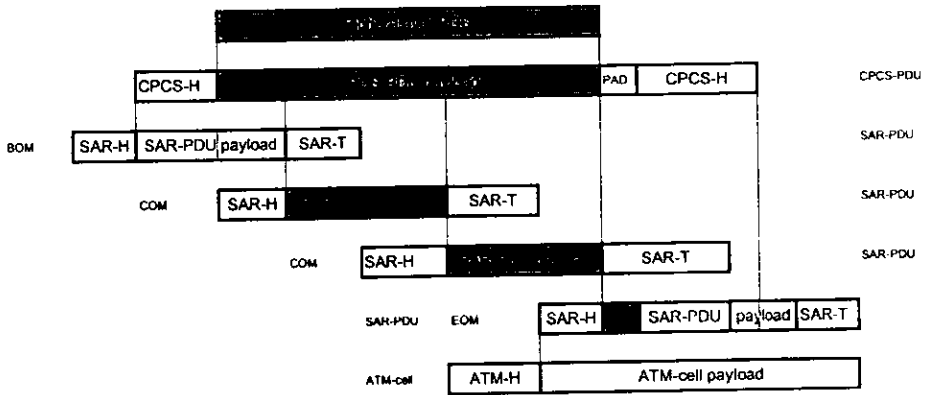 CPCS-H PAD CPCS-H CPCS-PDU
BOM SAR-H SAR-PDU payload SAR-T SAR-PDU
COM SAR-H SAR-T SAR-PDU
COM SAR-H SAR-T SAR-PDU
SAR-PDU EOM SAR-H SAR-PDU payload SAR-T
ATM-cell ATM-H ATM-cell payload